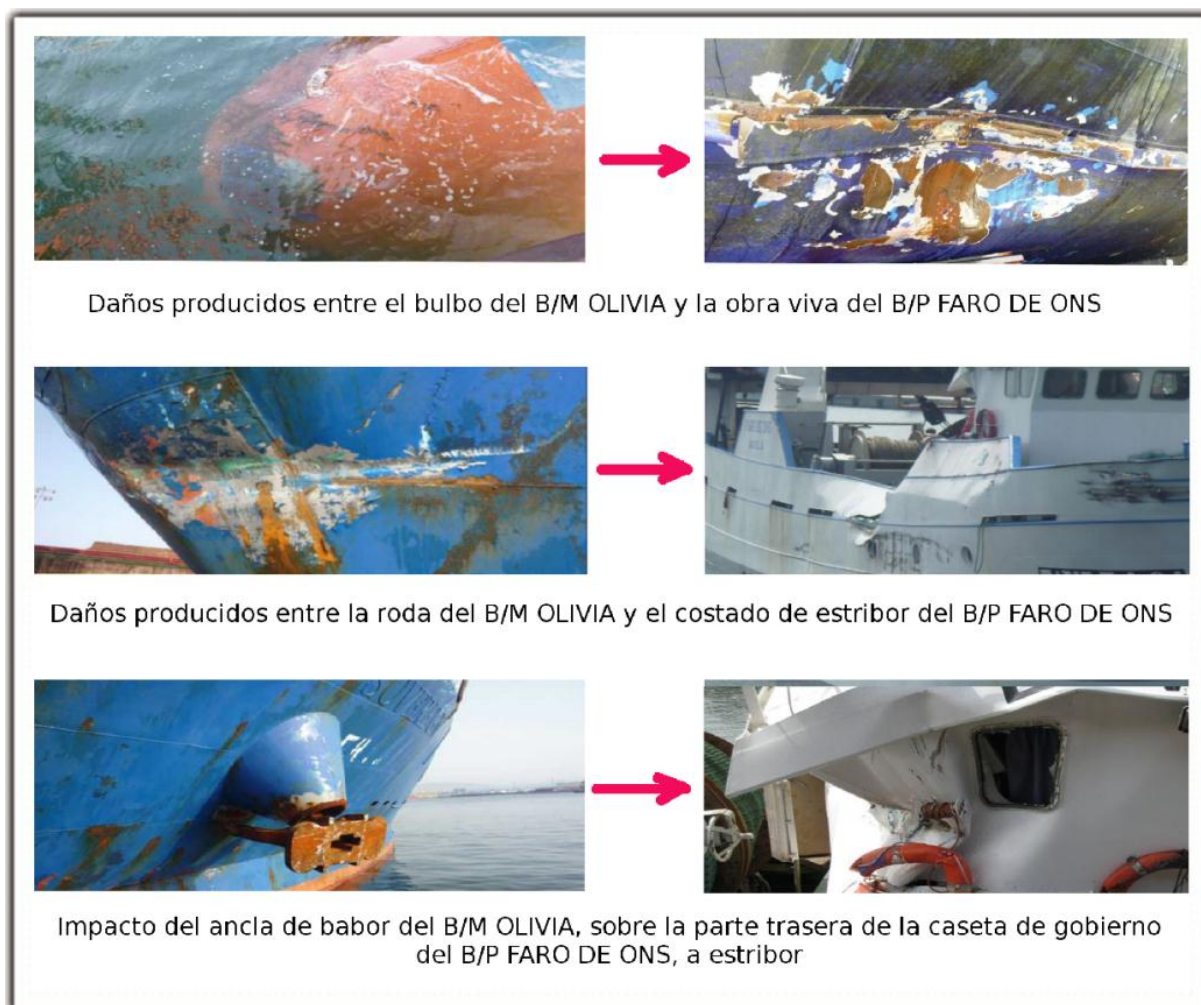 Daños producidos entre el bulbo del B/M OLIVIA y la obra viva del B/P FARO DE ONS
Daños producidos entre la roda del B/M OLIVIA y el costado de estribor del B/P FARO DE ONS
Impacto del ancla de babor del B/M OLIVIA, sobre la parte trasera de la caseta de gobierno
del B/P FARO DE ONS, a estribor